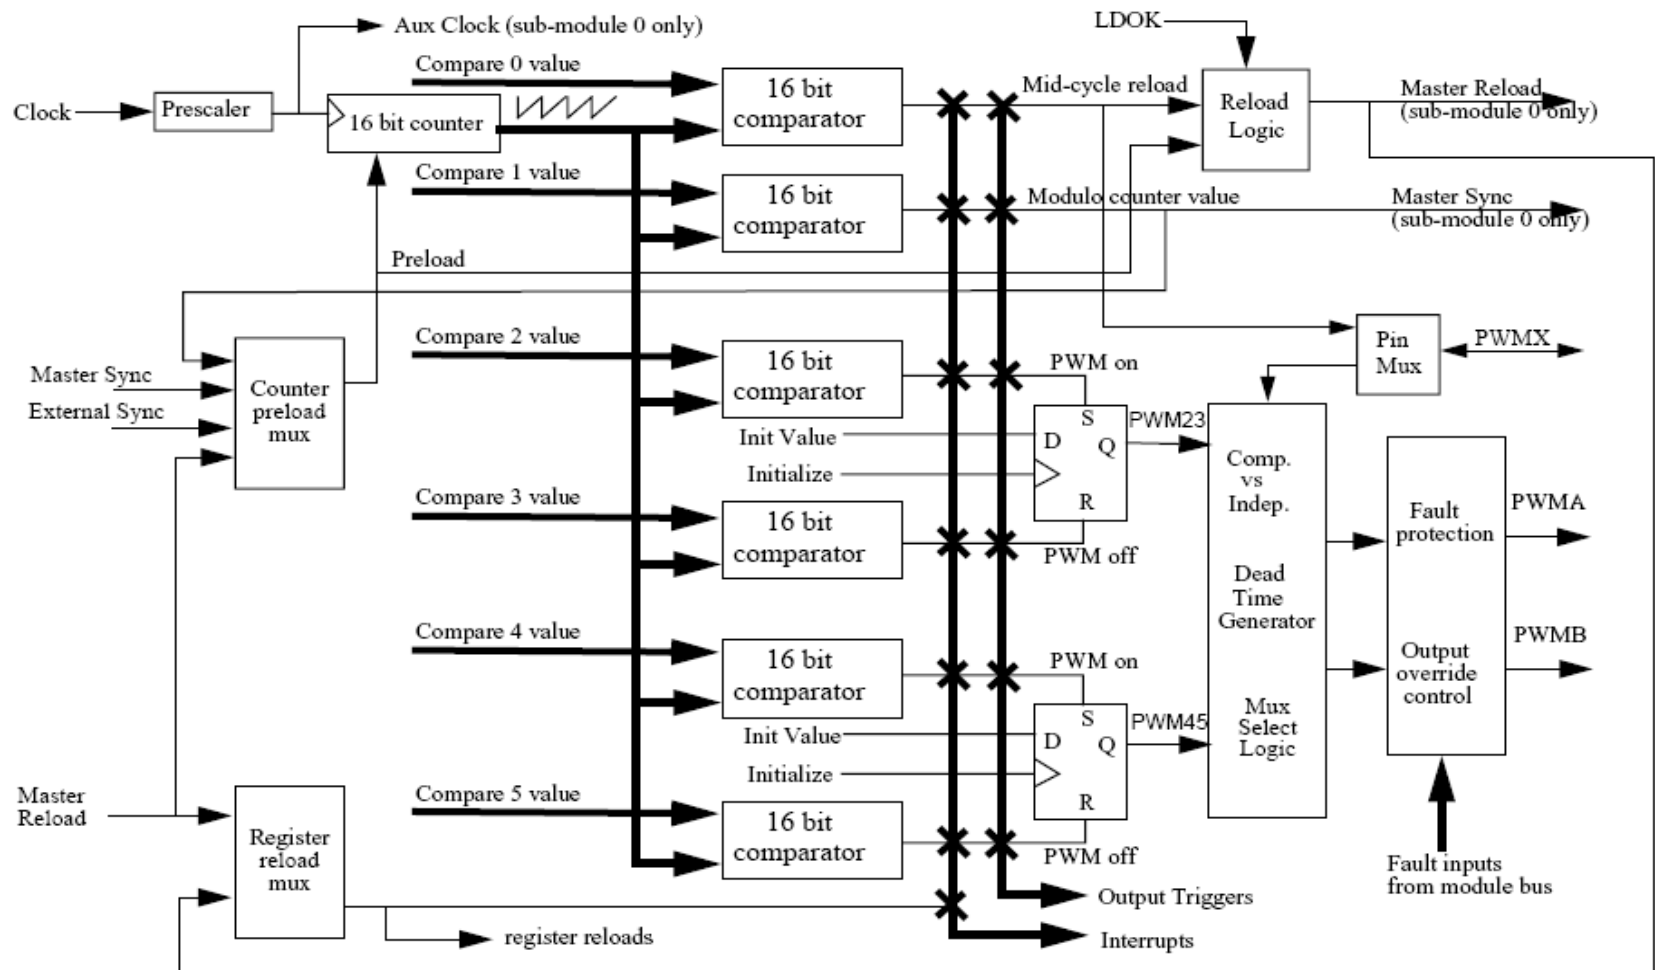 Aux Clock (sub-module 0 only)
LDOK
Compare 0 value
Clock
Prescaler
16 bit counter
16 bit
comparator
Mid-cycle reload
Reload
Logic
Master Reload
(sub-module 0 only)
Compare 1 value
16 bit
comparator
Modulo counter value
Master Sync
(sub-module 0 only)
Preload
Compare 2 value
16 bit
comparator
PWM on
Pin
Mux
PWMX
Master Sync
External Sync
Counter
preload
mux
Init Value
Initialize
S
D
Q
R
PWM23
Compare 3 value
16 bit
comparator
PWM off
Comp.
vs
Indep.
Dead
Time
Generator
Mux
Select
Logic
Fault
protection
Output
override
control
PWMA
PWMB
Compare 4 value
16 bit
comparator
PWM on
Init Value
Initialize
S
D
Q
R
PWM45
Compare 5 value
16 bit
comparator
PWM off
Master
Reload
Register
reload
mux
Fault inputs
from module bus
Output Triggers
register reloads
Interrupts